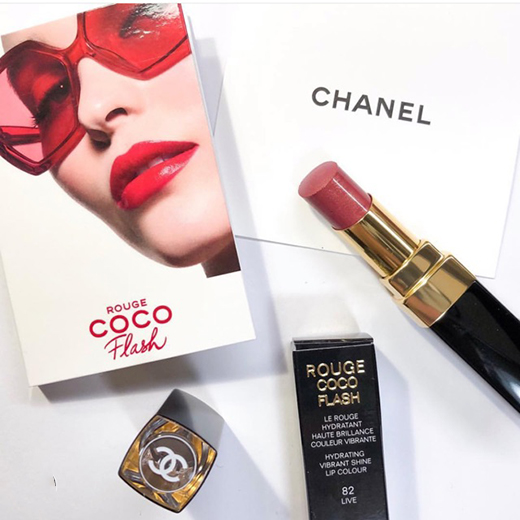 CHANEL
ROUGE
COCO
Flash
ROUGE
COCO
FLASH
LE ROUGE
HYDRATANT
HAUTE BRILLANCE
COULEUR VIBRANTE
HYDRATING
VIBRANT SHINE
LIP COLOUR
82
LIVE